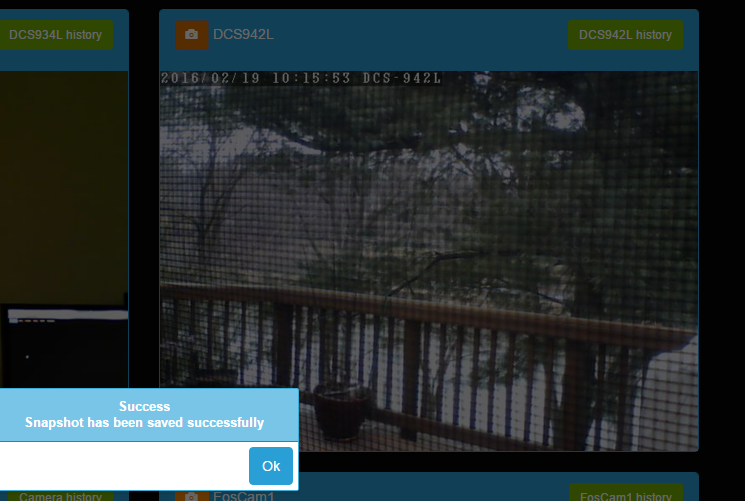 DCS934L history
DCS942L
DCS942L history
2016/02/19 10:15:53 DCS-942L
Success
Snapshot has been saved successfully
Ok
Camera history
FosCam1
FosCam1 history